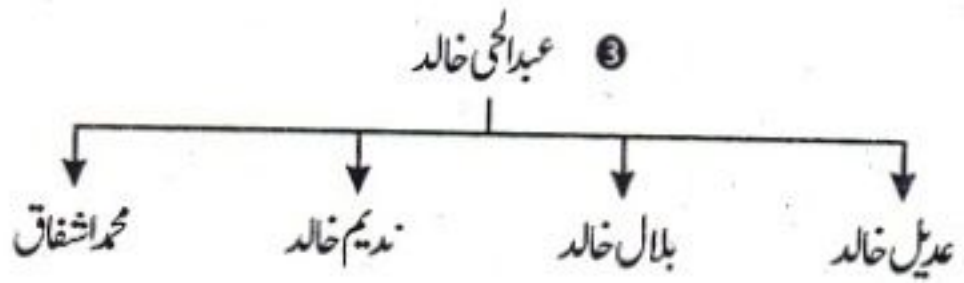 ❸ عبدالحی خالد
عدیل خالد بلال خالد ندیم خالد محمد اشفاق